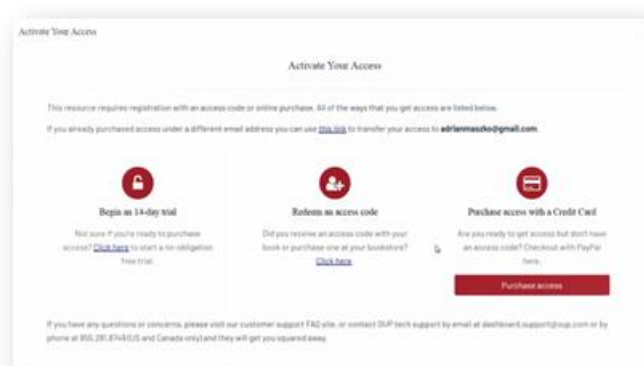 Activate Your Access
Activate Your Access
This resource requires registration with an access code or online purchase. All of the ways that you get access are listed below.
If you already purchased access under a different email address you can use this link to transfer your access to adrianmaszko@gmail.com.
Begin an 14-day trial
Not sure if you're ready to purchase
access? Click here to start a no-obligation
free trial.
Redeem an access code
Did you receive an access code with your
book or purchase one at your bookstore?
Click here
Purchase access with a Credit Card
Are you ready to get access but don't have
an access code? Checkout with PayPal
here.
Purchase access
If you have any questions or concerns, please visit our customer support FAQ site, or contact OUP tech support by email at dashboard.support@oup.com or by
phone at 855.281.8749 (US and Canada only) and they will get you squared away.